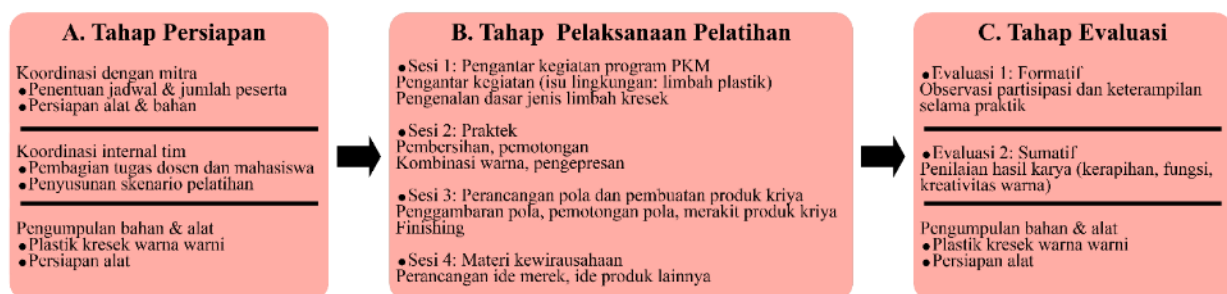 A. Tahap Persiapan
Koordinasi dengan mitra
●Penentuan jadwal & jumlah peserta
●Persiapan alat & bahan
Koordinasi internal tim
●Pembagian tugas dosen dan mahasiswa
●Penyusunan skenario pelatihan
Pengumpulan bahan & alat
●Plastik kresek warna warni
●Persiapan alat
B. Tahap Pelaksanaan Pelatihan
●Sesi 1: Pengantar kegiatan program PKM
Pengantar kegiatan (isu lingkungan: limbah plastik)
Pengenalan dasar jenis limbah kresek
●Sesi 2: Praktek
Pembersihan, pemotongan
Kombinasi warna, pengepresan
●Sesi 3: Perancangan pola dan pembuatan produk kriya
Penggambaran pola, pemotongan pola, merakit produk kriya
Finishing
●Sesi 4: Materi kewirausahaan
Perancangan ide merek, ide produk lainnya
C. Tahap Evaluasi
●Evaluasi 1: Formatif
Observasi partisipasi dan keterampilan
selama praktik
●Evaluasi 2: Sumatif
Penilaian hasil karya (kerapihan, fungsi,
kreativitas warna)
Pengumpulan bahan & alat
●Plastik kresek warna warni
●Persiapan alat